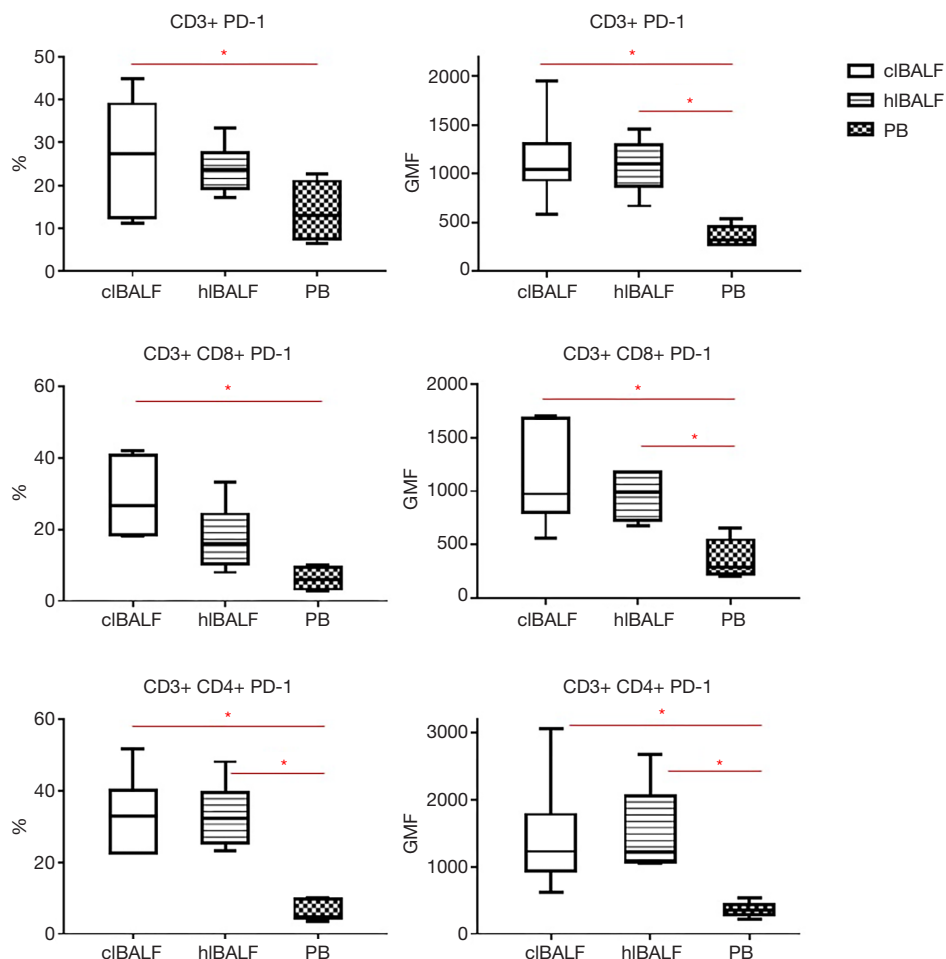 CD3+ PD-1
*
50
40
30
20
10
0
%
clBALF hlBALF PB
CD3+ PD-1
*
*
2000
1500
1000
500
0
GMF
clBALF hlBALF PB
clBALF
hlBALF
PB
CD3+ CD8+ PD-1
*
60
40
20
0
%
clBALF hlBALF PB
CD3+ CD8+ PD-1
*
*
2000
1500
1000
500
0
GMF
clBALF hlBALF PB
CD3+ CD4+ PD-1
*
*
60
40
20
0
%
clBALF hlBALF PB
CD3+ CD4+ PD-1
*
*
3000
2000
1000
0
GMF
clBALF hlBALF PB